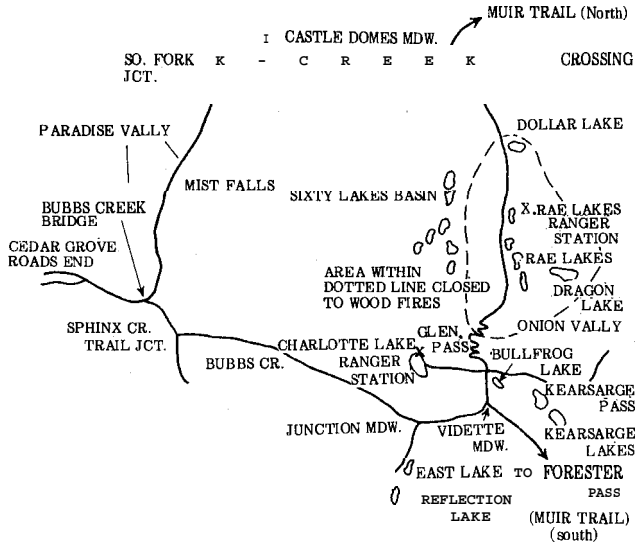 MUIR TRAIL (North)
I CASTLE DOMES MDW.
SO. FORK K - C R E E K CROSSING
JCT.
PARADISE VALLY
DOLLAR LAKE
MIST FALLS
SIXTY LAKES BASIN
BUBBS CREEK
BRIDGE
X. RAE LAKES
RANGER
STATION
CEDAR GROVE
ROADS END
RAE LAKES
AREA WITHIN
DOTTED LINE CLOSED
TO WOOD FIRES
DRAGON
LAKE
SPHINX CR.
TRAIL JCT.
GLEN.
PASS
ONION VALLY
BUBBS CR.
CHARLOTTE LAKE X
RANGER
STATION
BULLFROG
LAKE
KEARSARGE
PASS
JUNCTION MDW.
VIDETTE
MDW.
KEARSARGE
LAKES
EAST LAKE
TO FORESTER
PASS
REFLECTION
LAKE
(MUIR TRAIL)
(south)